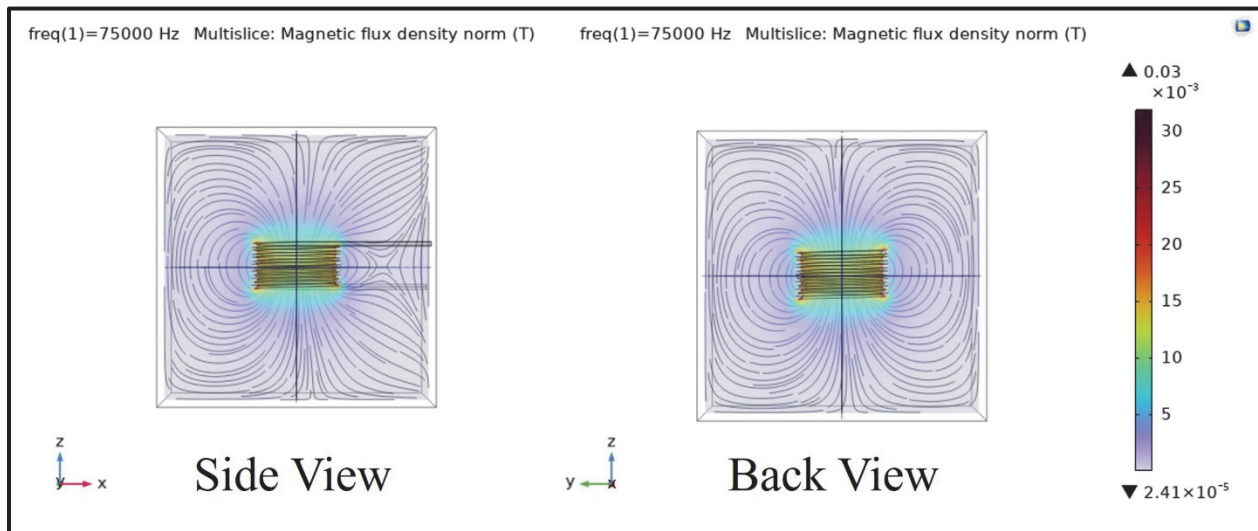 freq(1)=75000 Hz Multislice: Magnetic flux density norm (T)
freq(1)=75000 Hz Multislice: Magnetic flux density norm (T)
▲ 0.03
×10⁻³
30
25
20
15
10
5
▼ 2.41×10⁻⁵
z
y x
Side View
z
y x
Back View